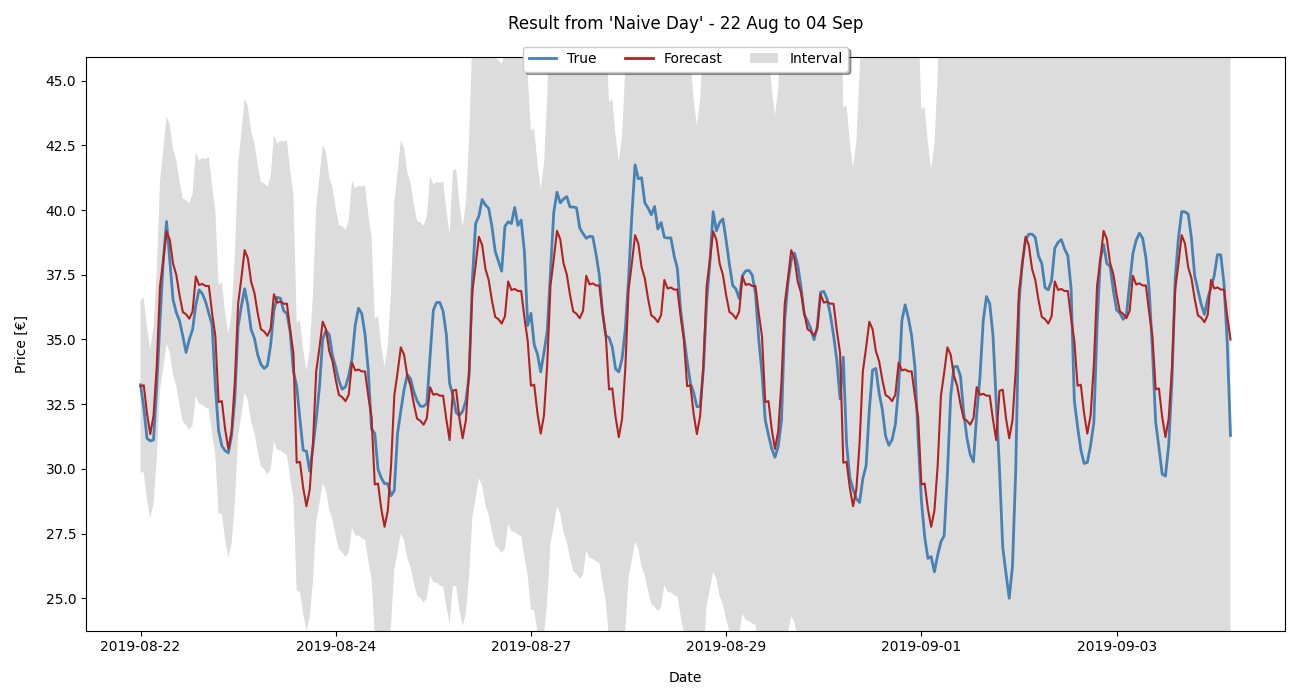 Result from 'Naive Day' - 22 Aug to 04 Sep
True Forecast Interval
45.0
42.5
40.0
37.5
35.0
32.5
30.0
27.5
25.0
Price [€]
2019-08-22 2019-08-24 2019-08-27 2019-08-29 2019-09-01 2019-09-03
Date